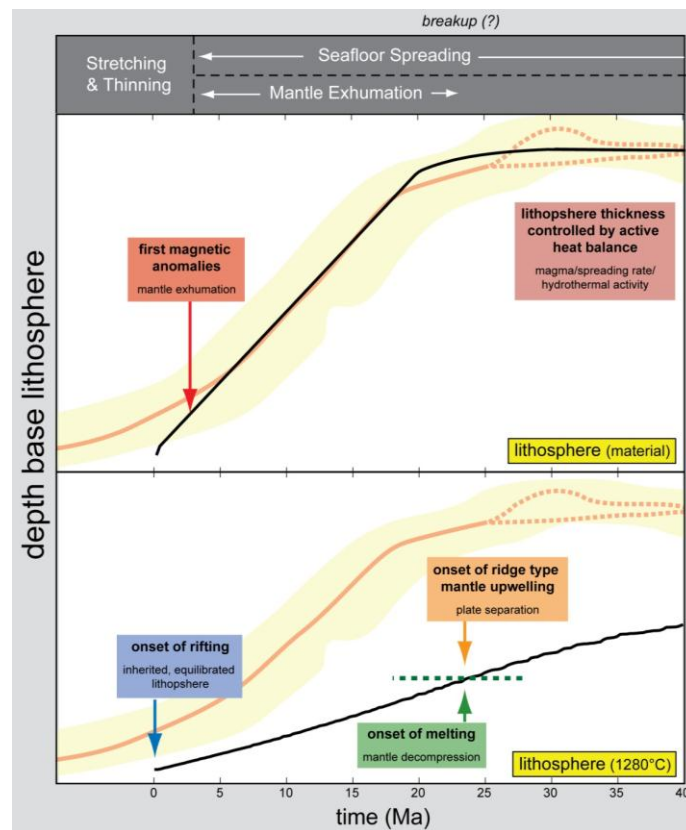 breakup (?)
Stretching
& Thinning
Seafloor Spreading
Mantle Exhumation
depth base lithosphere
first magnetic
anomalies
mantle exhumation
lithopshere thickness
controlled by active
heat balance
magma/spreading rate/
hydrothermal activity
lithosphere (material)
onset of ridge type
mantle upwelling
plate separation
onset of rifting
inherited, equilibrated
lithopshere
onset of melting
mantle decompression
lithosphere (1280°C)
0 5 10 15 20 25 30 35 40
time (Ma)